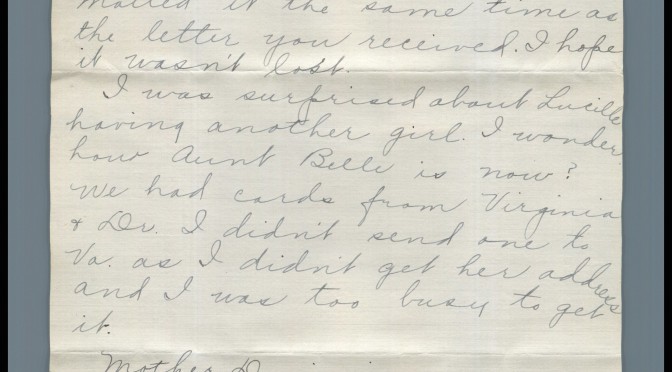 mailed it the same time as
the letter you received. I hope
it wasn't lost.
I was surprised about Lucille
having another girl. I wonder
how Aunt Belle is now?
We had cards from Virginia
& Dr. I didn't send one to
Va. as I didn't get her address
and I was too busy to get
it.
Mother